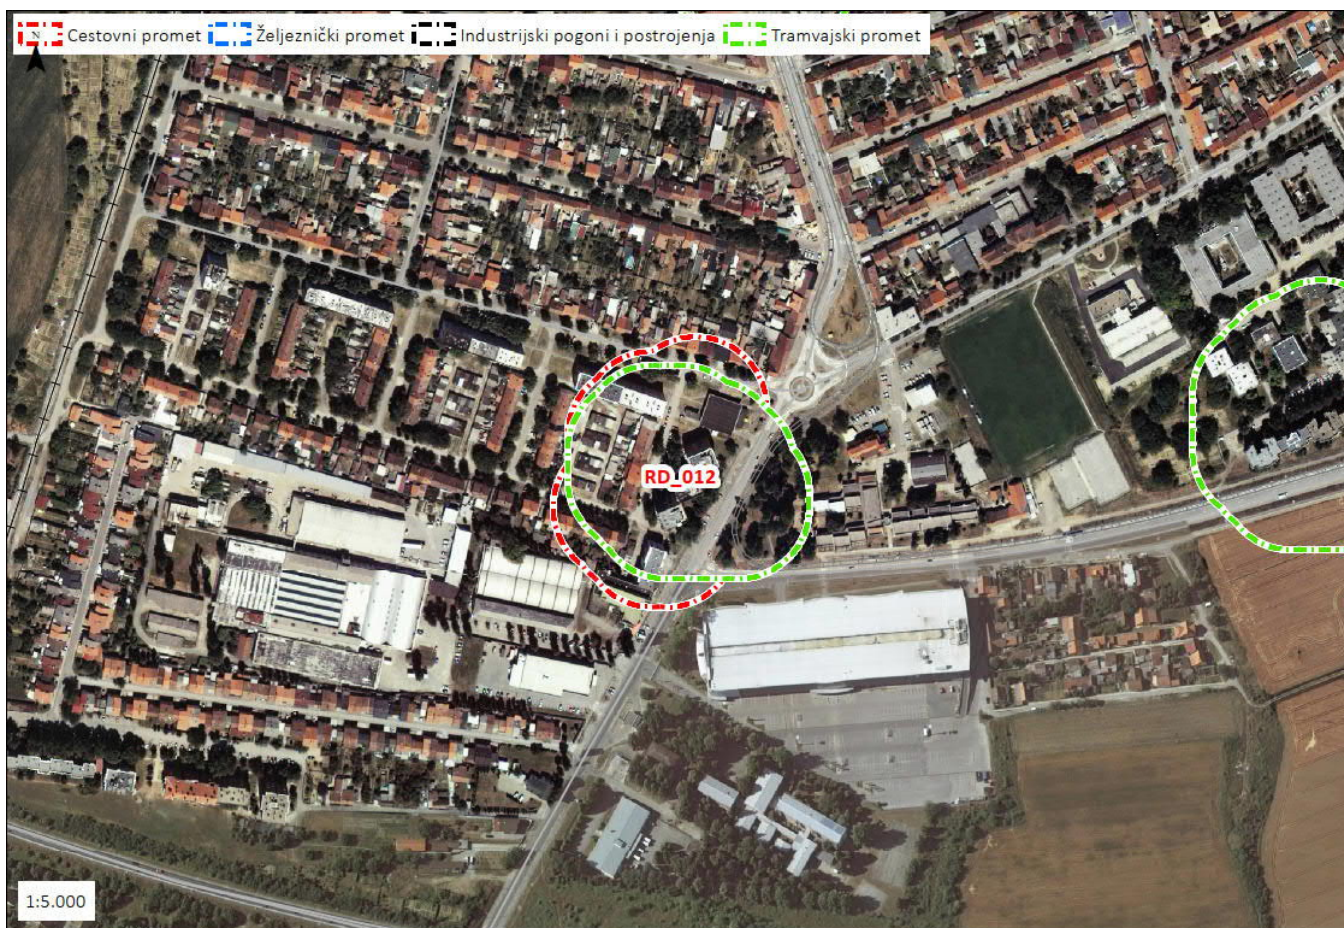 Cestovni promet Željeznički promet Industrijski pogoni i postrojenja Tramvajski promet
N
RD_012
1:5.000